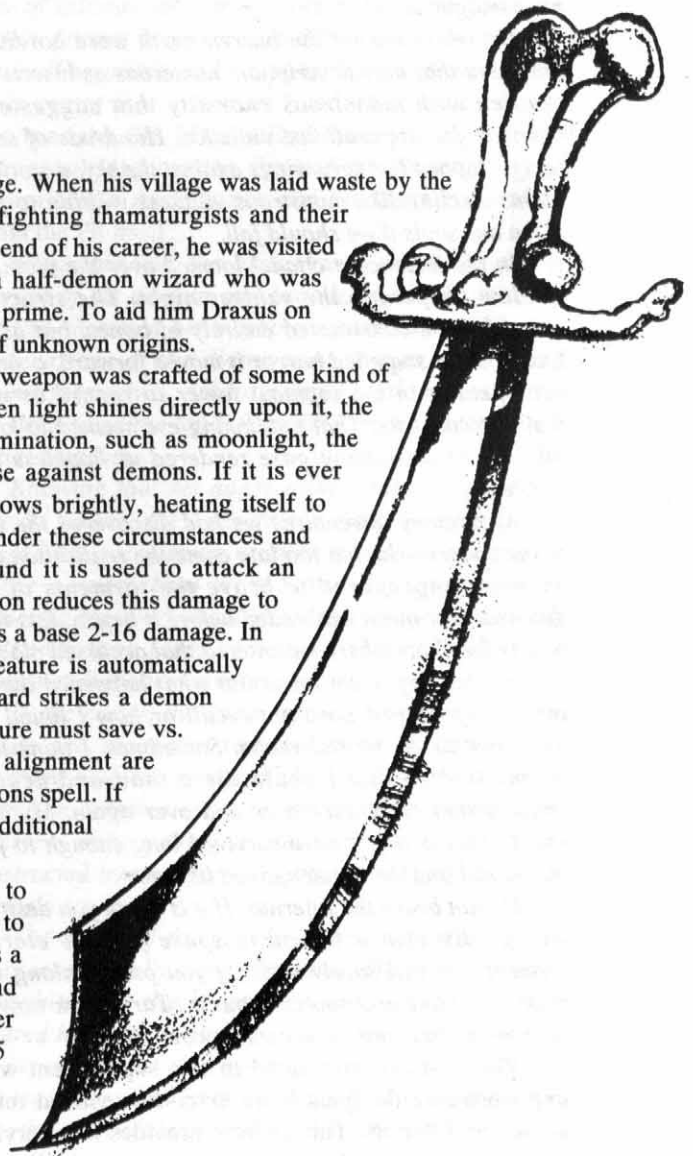 ge. When his village was laid waste by the
fighting thamaturgists and their
end of his career, he was visited
half-demon wizard who was
prime. To aid him Draxus on
f unknown origins.
weapon was crafted of some kind of
en light shines directly upon it, the
mination, such as moonlight, the
se against demons. If it is ever
ows brightly, heating itself to
nder these circumstances and
und it is used to attack an
on reduces this damage to
s a base 2-16 damage. In
eature is automatically
ard strikes a demon
ure must save vs.
alignment are
ons spell. If
dditional
to
to
s a
nd
er